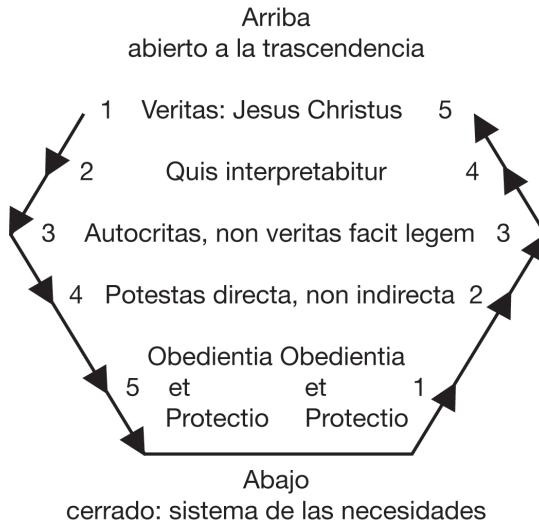 Arriba
abierto a la trascendencia
1 Veritas: Jesus Christus 5
2 Quis interpretabitur 4
3 Autocritas, non veritas facit legem 3
4 Potestas directa, non indirecta 2
Obedientia Obedientia
5 et et 1
Protectio Protectio
Abajo
cerrado: sistema de las necesidades